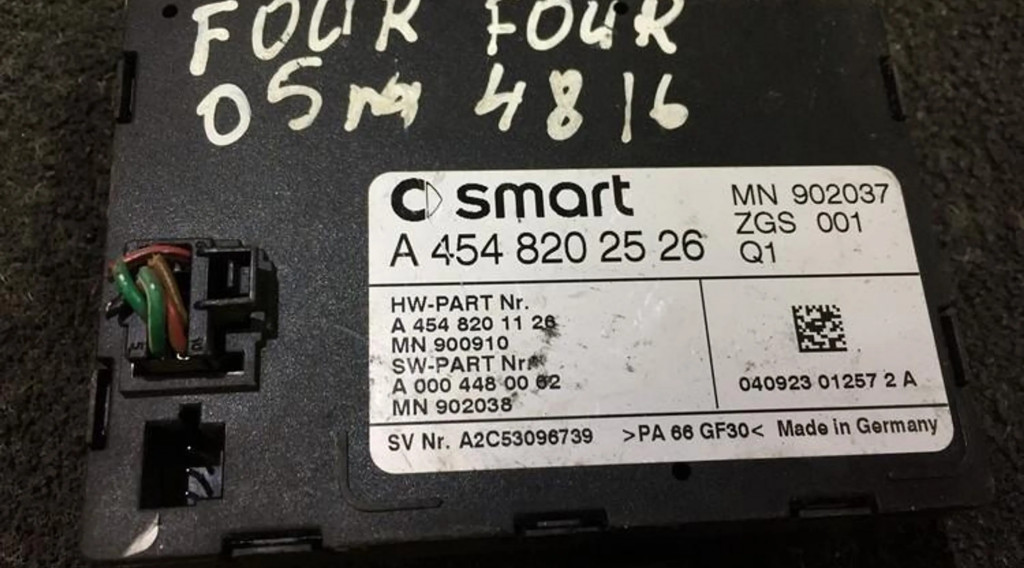 FOUR FOUR
05M 4816
smart
A 454 820 25 26
MN 902037
ZGS 001
Q1
HW-PART Nr.
A 454 820 11 26
MN 900910
SW-PART Nr.
A 000 448 00 62
MN 902038
040923 01257 2 A
SV Nr. A2C53096739 >PA 66 GF30< Made in Germany